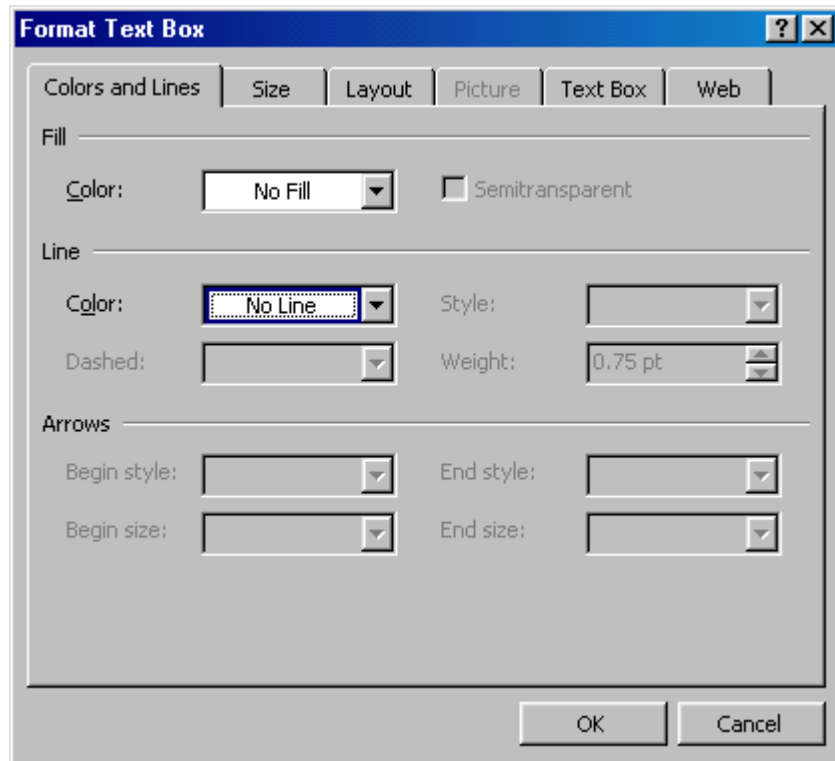 Format Text Box
Colors and Lines Size Layout Picture Text Box Web
Fill
Color: No Fill Semitransparent
Line
Color: No Line Style:
Dashed: Weight: 0.75 pt
Arrows
Begin style: End style:
Begin size: End size:
OK Cancel